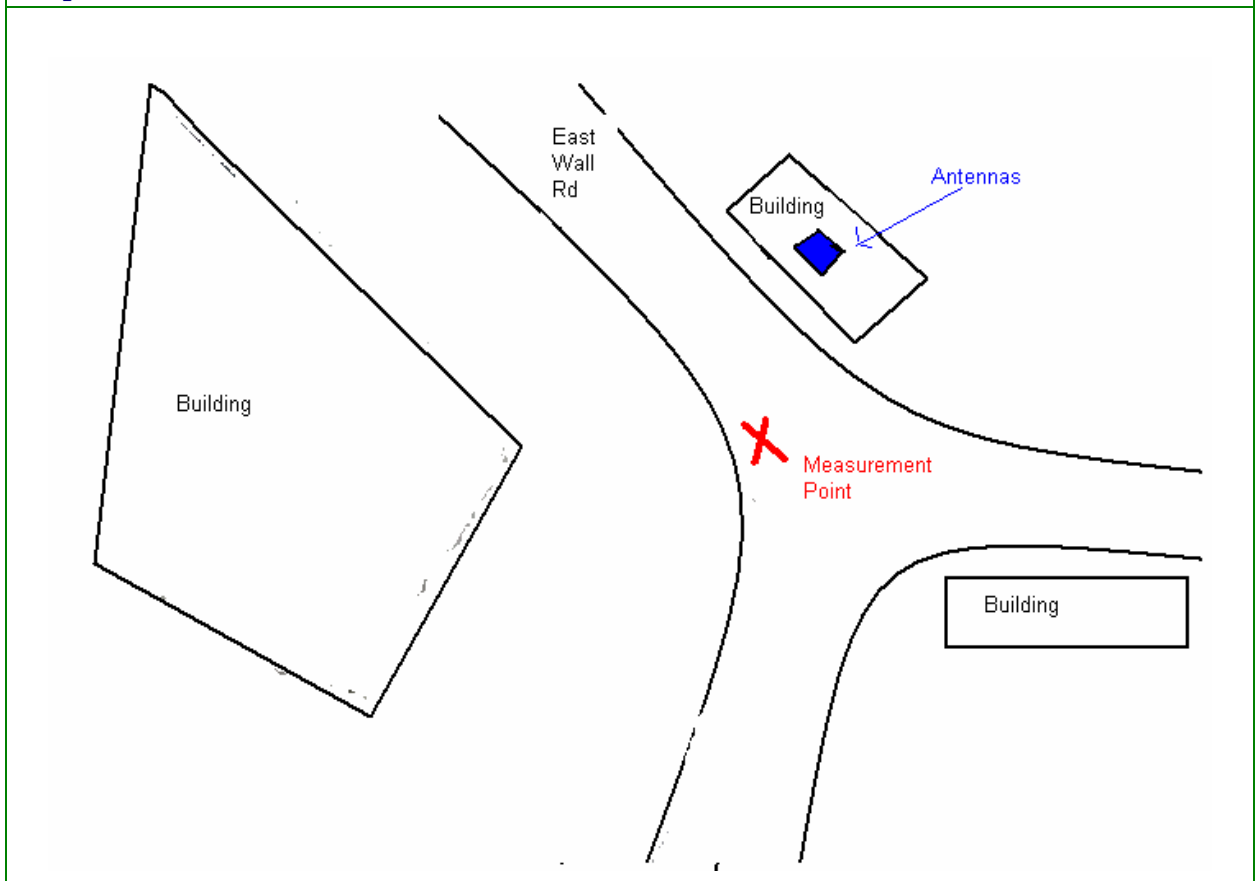 East
Wall
Rd
Antennas
Building
Building
Measurement
Point
Building